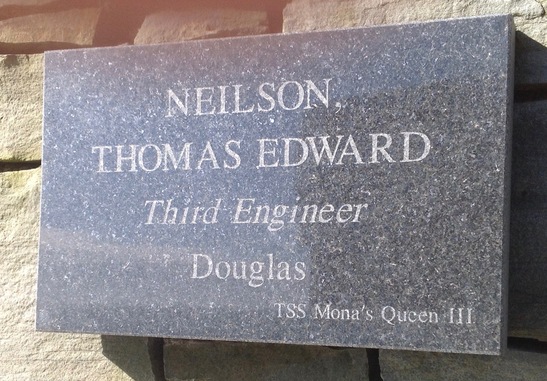 NEILSON,
THOMAS EDWARD
Third Engineer
Douglas
TSS Mona's Queen III